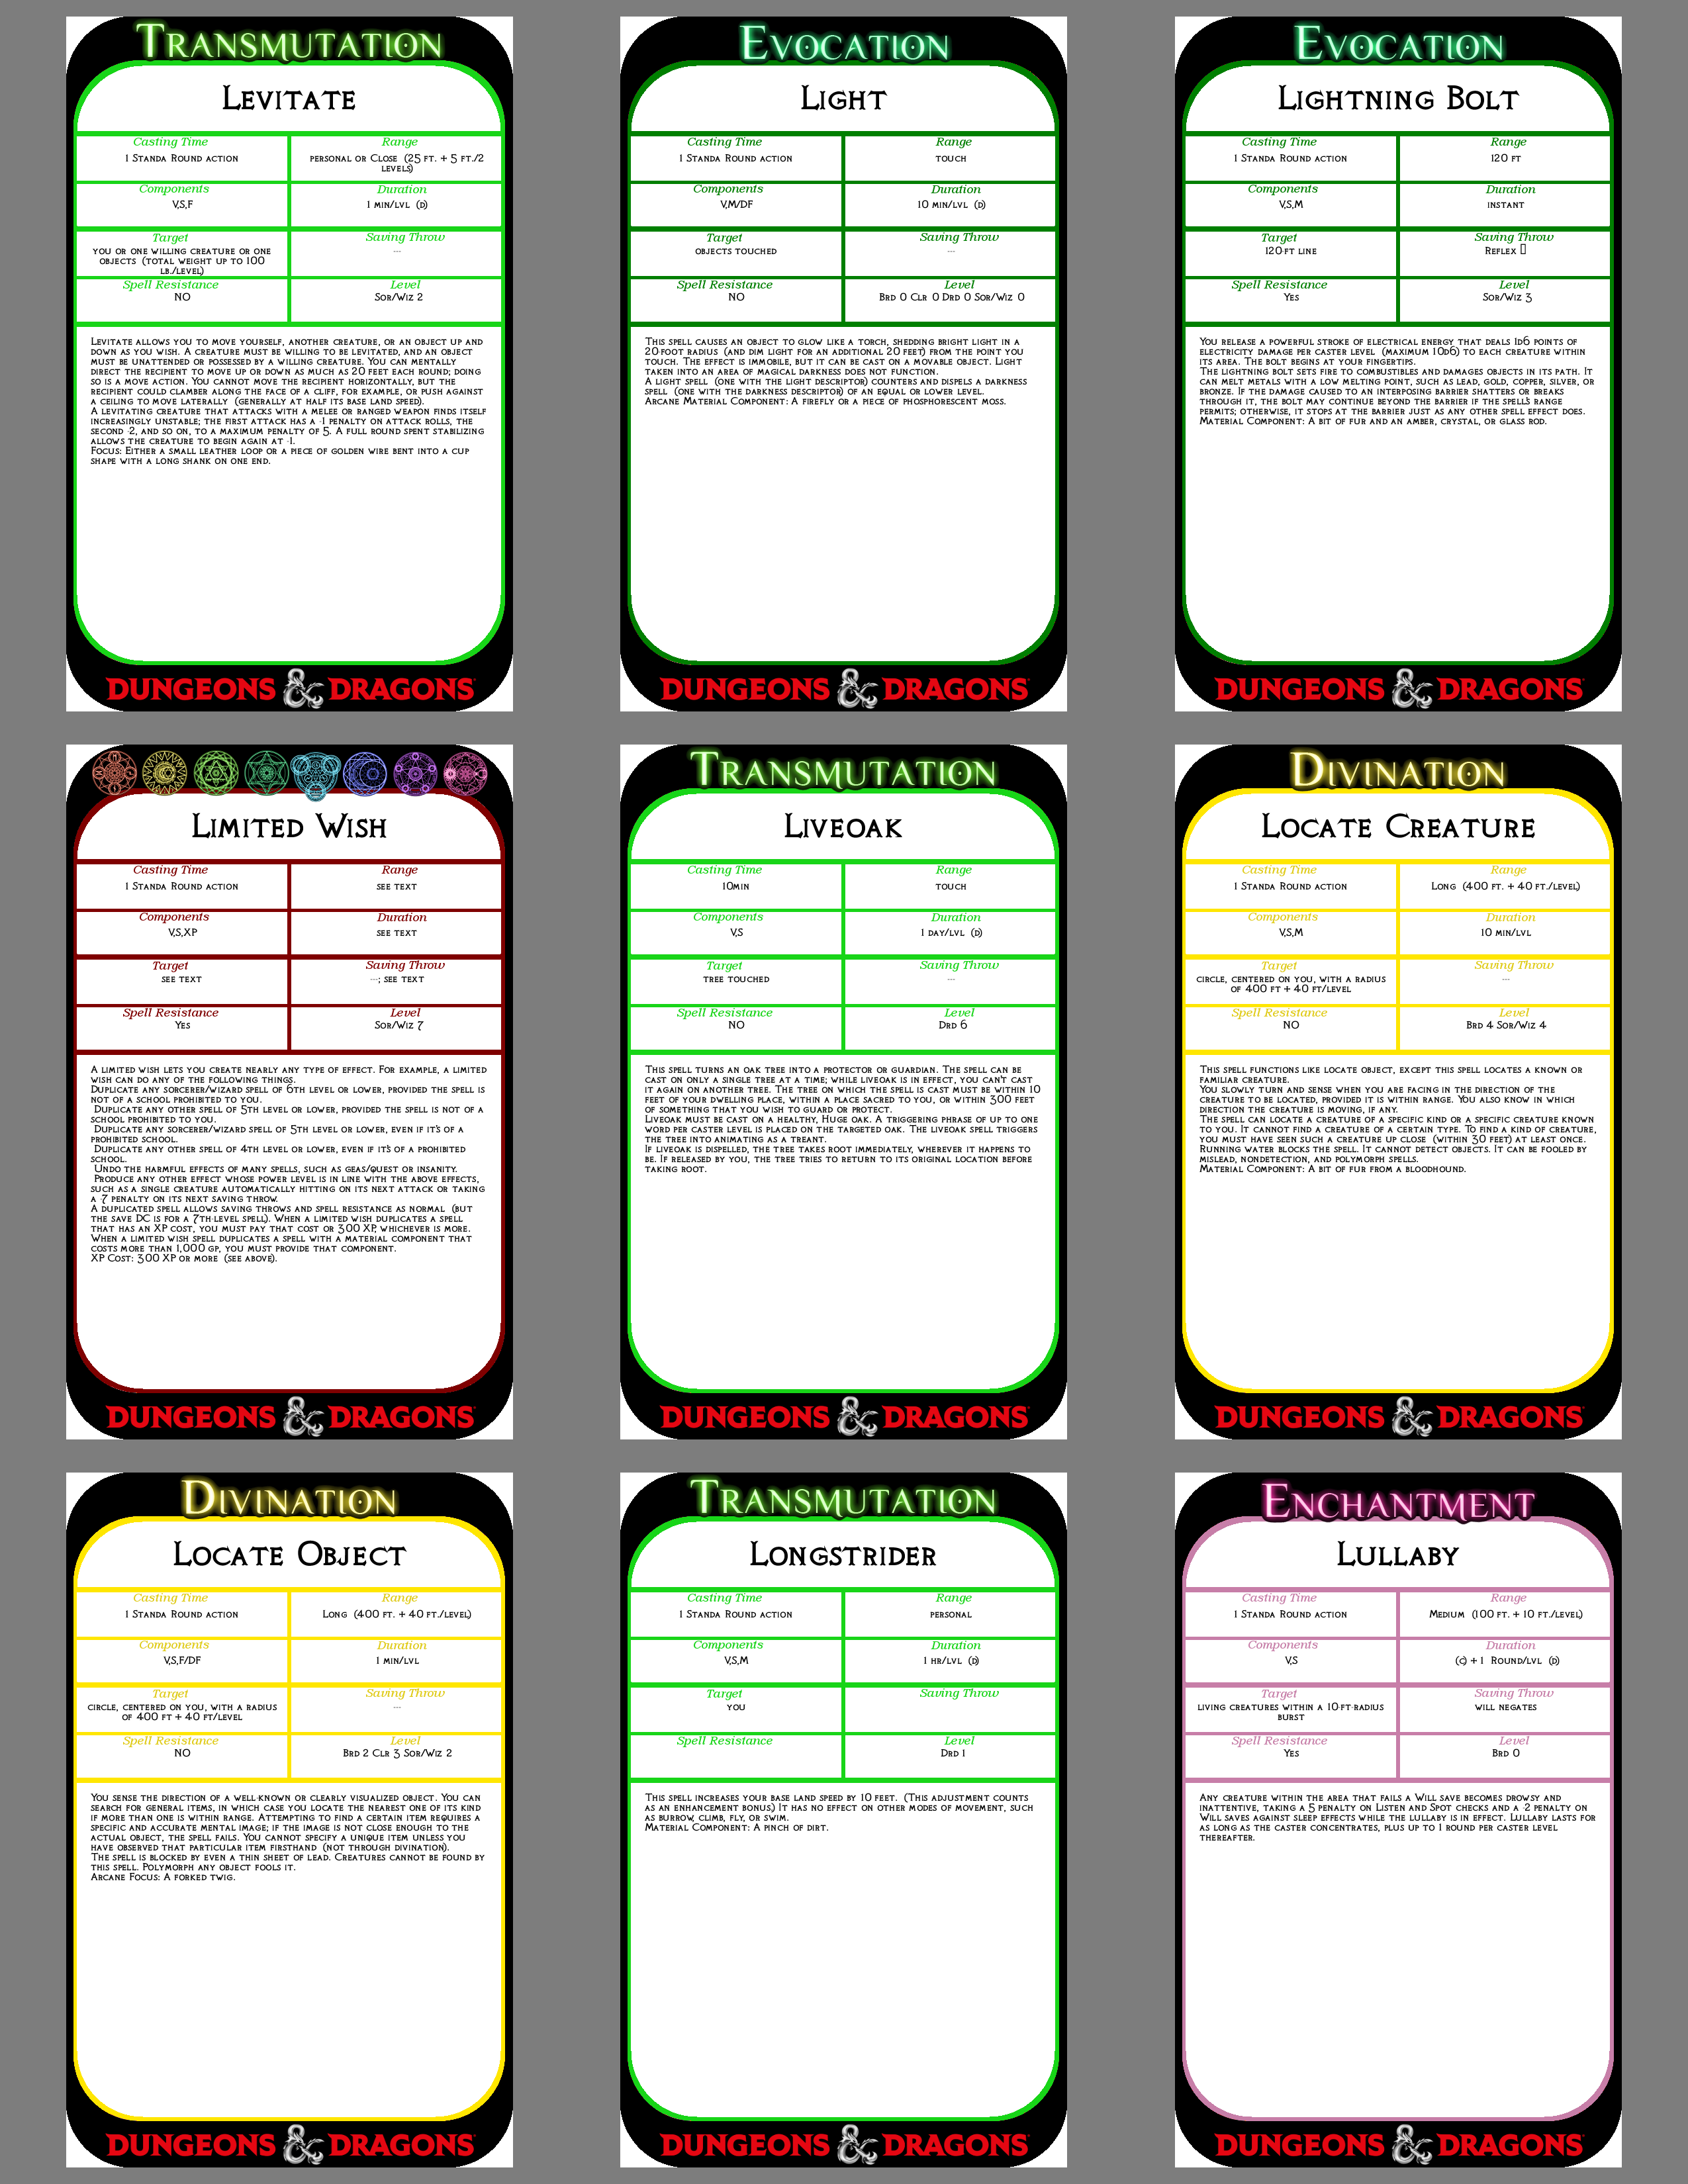 Transmutation
Levitate
Casting Time
Range
1 Standa Round action
personal or Close (25 ft. + 5 ft./2
levels)
Components
Duration
V,S,F
1 min/lvl (d)
Target
Saving Throw
you or one willing creature or one
objects (total weight up to 100
lb./level)
---
Spell Resistance
Level
NO
Sor/Wiz 2
Levitate allows you to move yourself, another creature, or an object up and
down as you wish. A creature must be willing to be levitated, and an object
must be unattended or possessed by a willing creature. You can mentally
direct the recipient to move up or down as much as 20 feet each round; doing
so is a move action. You cannot move the recipient horizontally, but the
recipient could clamber along the face of a cliff, for example, or push against
a ceiling to move laterally (generally at half its base land speed).
A levitating creature that attacks with a melee or ranged weapon finds itself
increasingly unstable; the first attack has a -1 penalty on attack rolls, the
second -2, and so on, to a maximum penalty of 5. A full round spent stabilizing
allows the creature to begin again at -1.
Focus: Either a small leather loop or a piece of golden wire bent into a cup
shape with a long shank on one end.
DUNGEONS & DRAGONS
Evocation
Light
Casting Time
Range
1 Standa Round action
touch
Components
Duration
V,M/DF
10 min/lvl (d)
Target
Saving Throw
objects touched
---
Spell Resistance
Level
NO
Brd 0 Clr 0 Drd 0 Sor/Wiz 0
This spell causes an object to glow like a torch, shedding bright light in a
20-foot radius (and dim light for an additional 20 feet) from the point you
touch. The effect is immobile, but it can be cast on a movable object. Light
taken into an area of magical darkness does not function.
A light spell (one with the light descriptor) counters and dispels a darkness
spell (one with the darkness descriptor) of an equal or lower level.
Arcane Material Component: A firefly or a piece of phosphorescent moss.
DUNGEONS & DRAGONS
Evocation
Lightning Bolt
Casting Time
Range
1 Standa Round action
120 ft
Components
Duration
V,S,M
instant
Target
Saving Throw
120-ft line
Reflex
Spell Resistance
Level
Yes
Sor/Wiz 3
You release a powerful stroke of electrical energy that deals 1d6 points of
electricity damage per caster level (maximum 10d6) to each creature within
its area. The bolt begins at your fingertips.
The lightning bolt sets fire to combustibles and damages objects in its path. It
can melt metals with a low melting point, such as lead, gold, copper, silver, or
bronze. If the damage caused to an interposing barrier shatters or breaks
through it, the bolt may continue beyond the barrier if the spell's range
permits; otherwise, it stops at the barrier just as any other spell effect does.
Material Component: A bit of fur and an amber, crystal, or glass rod.
DUNGEONS & DRAGONS
Limited Wish
Casting Time
Range
1 Standa Round action
see text
Components
Duration
V,S,XP
see text
Target
Saving Throw
see text
---; see text
Spell Resistance
Level
Yes
Sor/Wiz 7
A limited wish lets you create nearly any type of effect. For example, a limited
wish can do any of the following things.
Duplicate any sorcerer/wizard spell of 6th level or lower, provided the spell is
not of a school prohibited to you.
Duplicate any other spell of 5th level or lower, provided the spell is not of a
school prohibited to you.
Duplicate any sorcerer/wizard spell of 5th level or lower, even if it's of a
prohibited school.
Duplicate any other spell of 4th level or lower, even if it's of a prohibited
school.
Undo the harmful effects of many spells, such as geas/quest or insanity.
Produce any other effect whose power level is in line with the above effects,
such as a single creature automatically hitting on its next attack or taking
a -7 penalty on its next saving throw.
A duplicated spell allows saving throws and spell resistance as normal (but
the save DC is for a 7th-level spell). When a limited wish duplicates a spell
that has an XP cost, you must pay that cost or 300 XP, whichever is more.
When a limited wish spell duplicates a spell with a material component that
costs more than 1,000 gp, you must provide that component.
XP Cost: 300 XP or more (see above).
DUNGEONS & DRAGONS
Transmutation
Liveoak
Casting Time
Range
10min
touch
Components
Duration
V,S
1 day/lvl (d)
Target
Saving Throw
tree touched
---
Spell Resistance
Level
NO
Drd 6
This spell turns an oak tree into a protector or guardian. The spell can be
cast on only a single tree at a time; while liveoak is in effect, you can't cast
it again on another tree. The tree on which the spell is cast must be within 10
feet of your dwelling place, within a place sacred to you, or within 300 feet
of something that you wish to guard or protect.
Liveoak must be cast on a healthy, Huge oak. A triggering phrase of up to one
word per caster level is placed on the targeted oak. The liveoak spell triggers
the tree into animating as a treant.
If liveoak is dispelled, the tree takes root immediately, wherever it happens to
be. If released by you, the tree tries to return to its original location before
taking root.
DUNGEONS & DRAGONS
Divination
Locate Creature
Casting Time
Range
1 Standa Round action
Long (400 ft. + 40 ft./level)
Components
Duration
V,S,M
10 min/lvl
Target
Saving Throw
circle, centered on you, with a radius
of 400 ft + 40 ft/level
---
Spell Resistance
Level
NO
Brd 4 Sor/Wiz 4
This spell functions like locate object, except this spell locates a known or
familiar creature.
You slowly turn and sense when you are facing in the direction of the
creature to be located, provided it is within range. You also know in which
direction the creature is moving, if any.
The spell can locate a creature of a specific kind or a specific creature known
to you. It cannot find a creature of a certain type. To find a kind of creature,
you must have seen such a creature up close (within 30 feet) at least once.
Running water blocks the spell. It cannot detect objects. It can be fooled by
mislead, nondetection, and polymorph spells.
Material Component: A bit of fur from a bloodhound.
DUNGEONS & DRAGONS
Divination
Locate Object
Casting Time
Range
1 Standa Round action
Long (400 ft. + 40 ft./level)
Components
Duration
V,S,F/DF
1 min/lvl
Target
Saving Throw
circle, centered on you, with a radius
of 400 ft + 40 ft/level
---
Spell Resistance
Level
NO
Brd 2 Clr 3 Sor/Wiz 2
You sense the direction of a well-known or clearly visualized object. You can
search for general items, in which case you locate the nearest one of its kind
if more than one is within range. Attempting to find a certain item requires a
specific and accurate mental image; if the image is not close enough to the
actual object, the spell fails. You cannot specify a unique item unless you
have observed that particular item firsthand (not through divination).
The spell is blocked by even a thin sheet of lead. Creatures cannot be found by
this spell. Polymorph any object fools it.
Arcane Focus: A forked twig.
DUNGEONS & DRAGONS
Transmutation
Longstrider
Casting Time
Range
1 Standa Round action
personal
Components
Duration
V,S,M
1 hr/lvl (d)
Target
Saving Throw
you
Spell Resistance
Level
Drd 1
This spell increases your base land speed by 10 feet. (This adjustment counts
as an enhancement bonus.) It has no effect on other modes of movement, such
as burrow, climb, fly, or swim.
Material Component: A pinch of dirt.
DUNGEONS & DRAGONS
Enchantment
Lullaby
Casting Time
Range
1 Standa Round action
Medium (100 ft. + 10 ft./level)
Components
Duration
V,S
(c) + 1 Round/lvl (d)
Target
Saving Throw
living creatures within a 10-ft-radius
burst
will negates
Spell Resistance
Level
Yes
Brd 0
Any creature within the area that fails a Will save becomes drowsy and
inattentive, taking a 5 penalty on Listen and Spot checks and a -2 penalty on
Will saves against sleep effects while the lullaby is in effect. Lullaby lasts for
as long as the caster concentrates, plus up to 1 round per caster level
thereafter.
DUNGEONS & DRAGONS